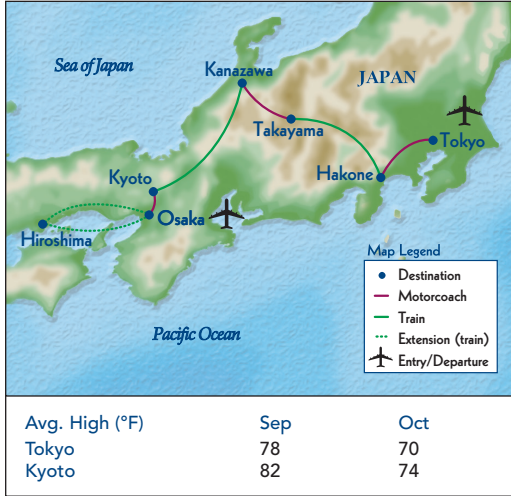 Sea of Japan
Kanazawa
JAPAN
Takayama
Tokyo
Kyoto
Hakone
Osaka
Hiroshima
Map Legend
Destination
Motorcoach
Train
Extension (train)
Entry/Departure
Pacific Ocean
Avg. High (°F) Sep Oct
Tokyo 78 70
Kyoto 82 74